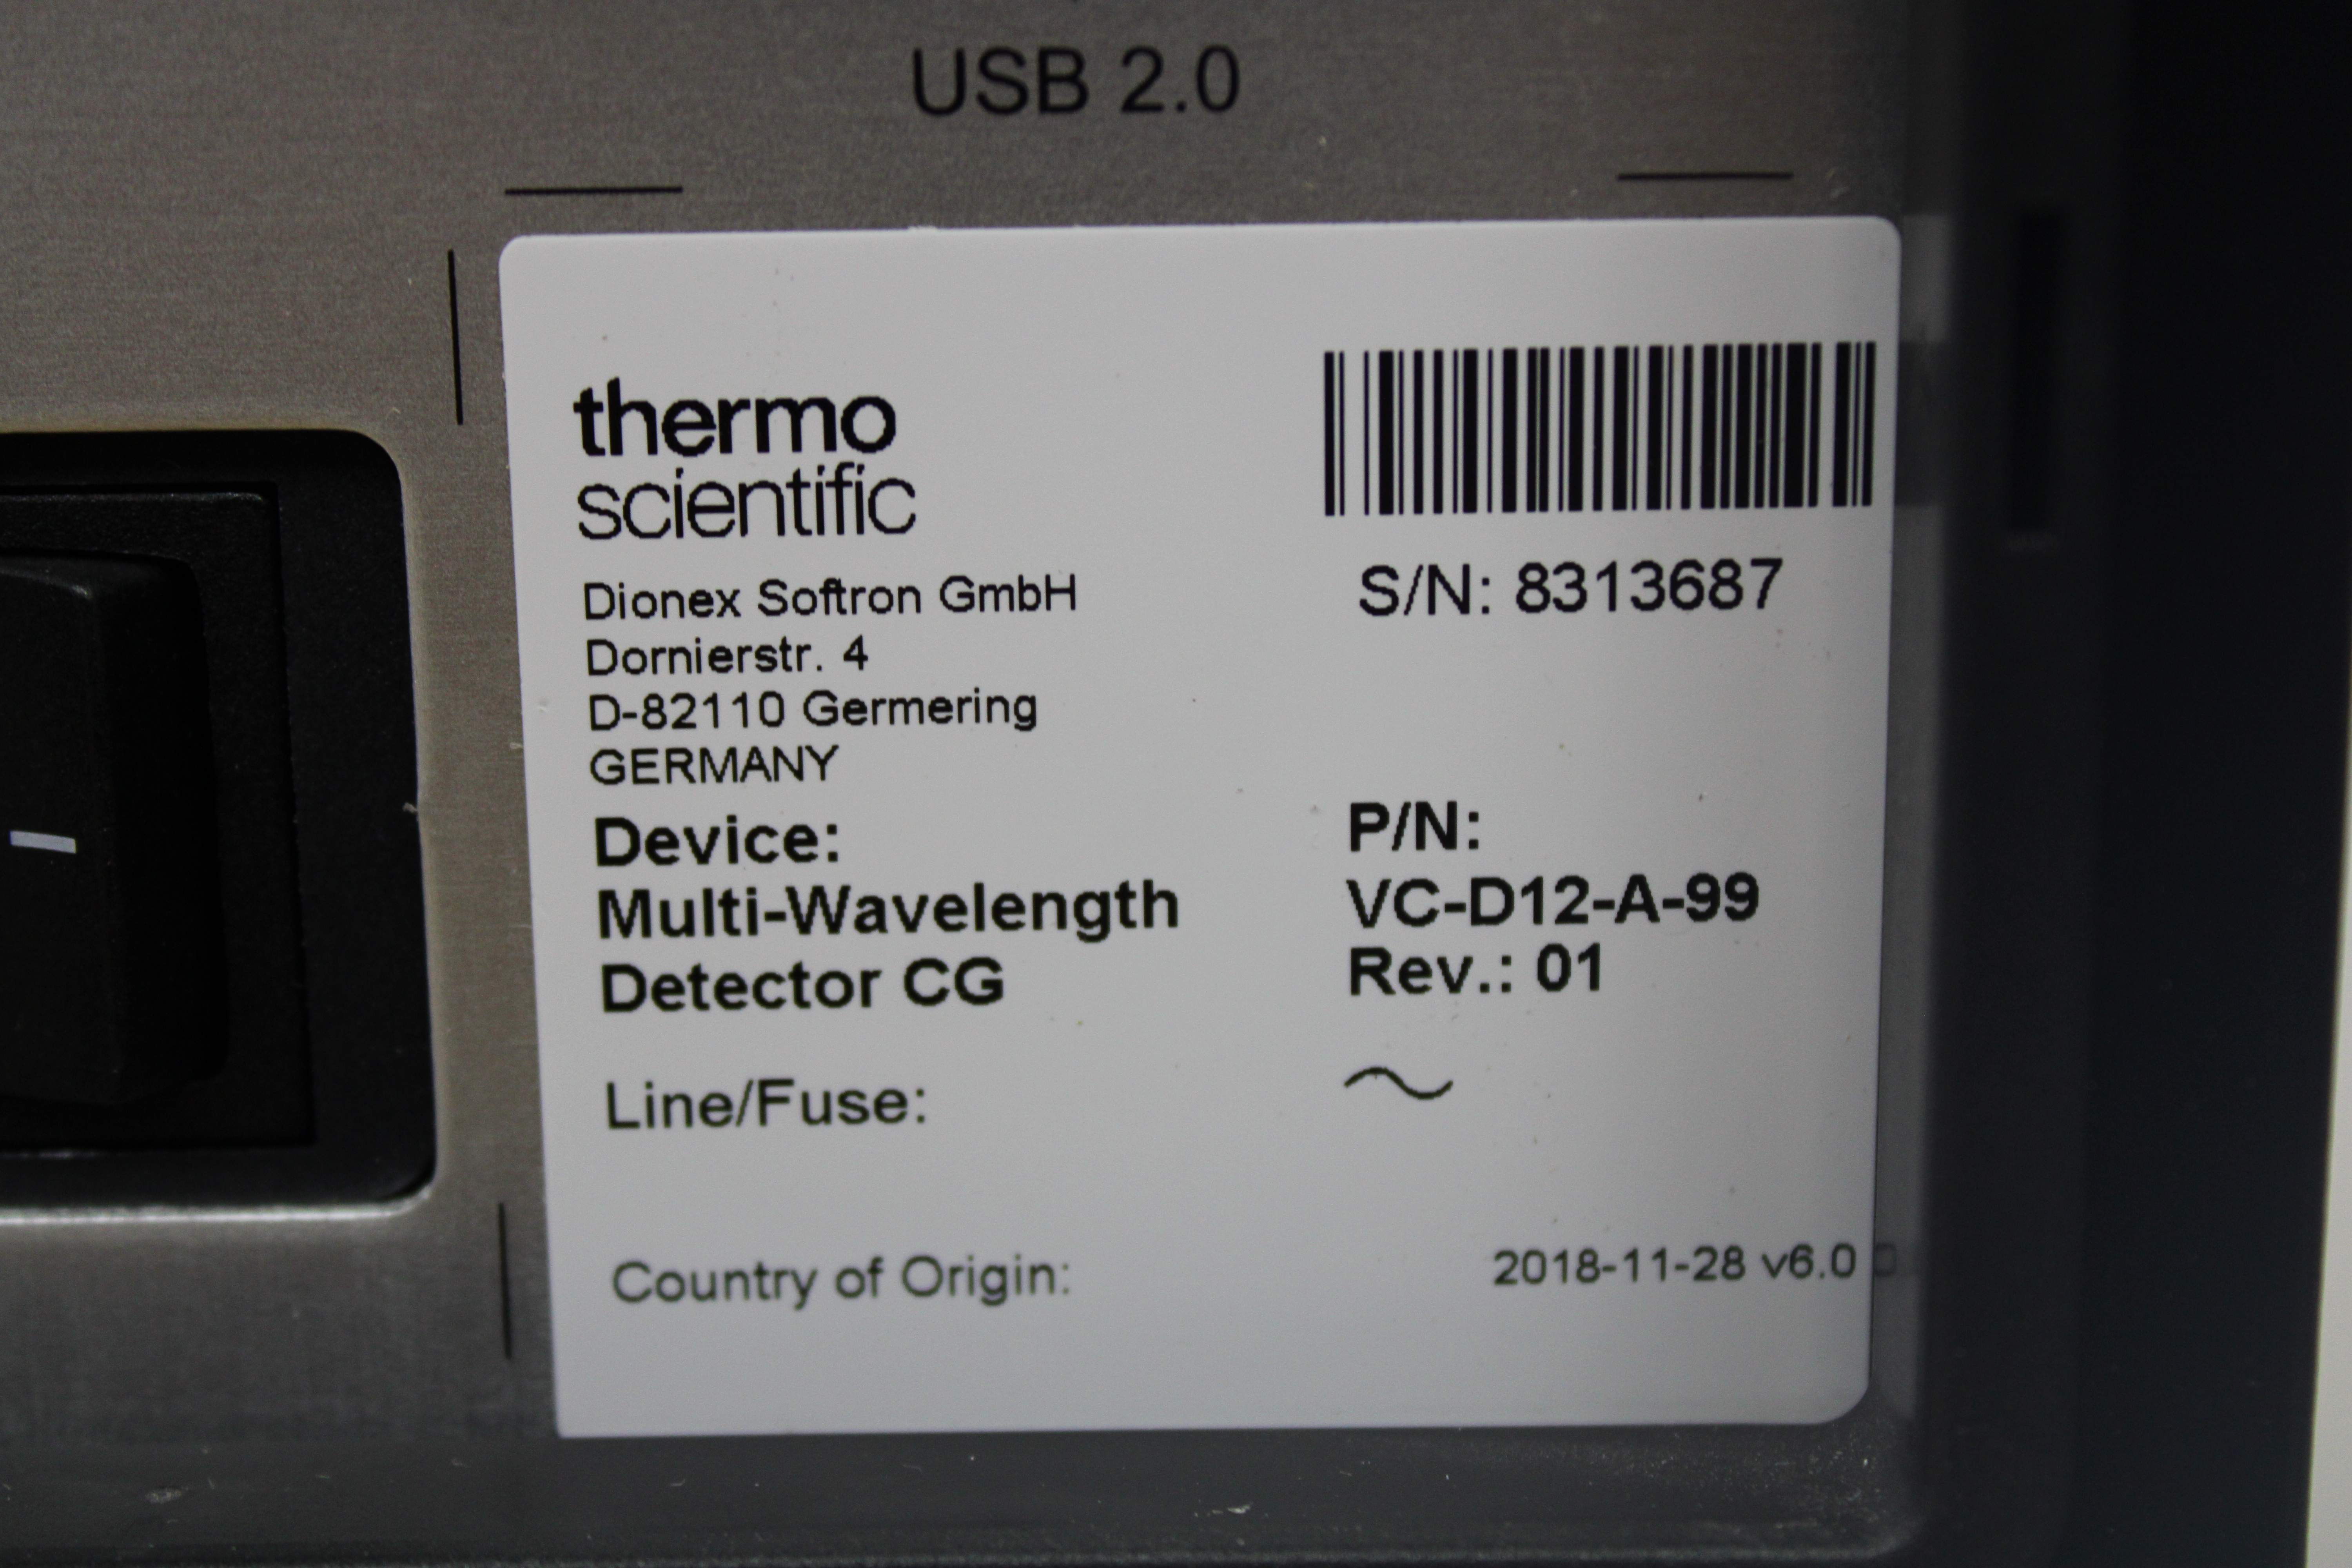 USB 2.0
thermo
scientific
S/N: 8313687
Dionex Softron GmbH
Dornierstr. 4
D-82110 Germering
GERMANY
Device:
Multi-Wavelength
Detector CG
P/N:
VC-D12-A-99
Rev.: 01
Line/Fuse:
~
Country of Origin:
2018-11-28 v6.0